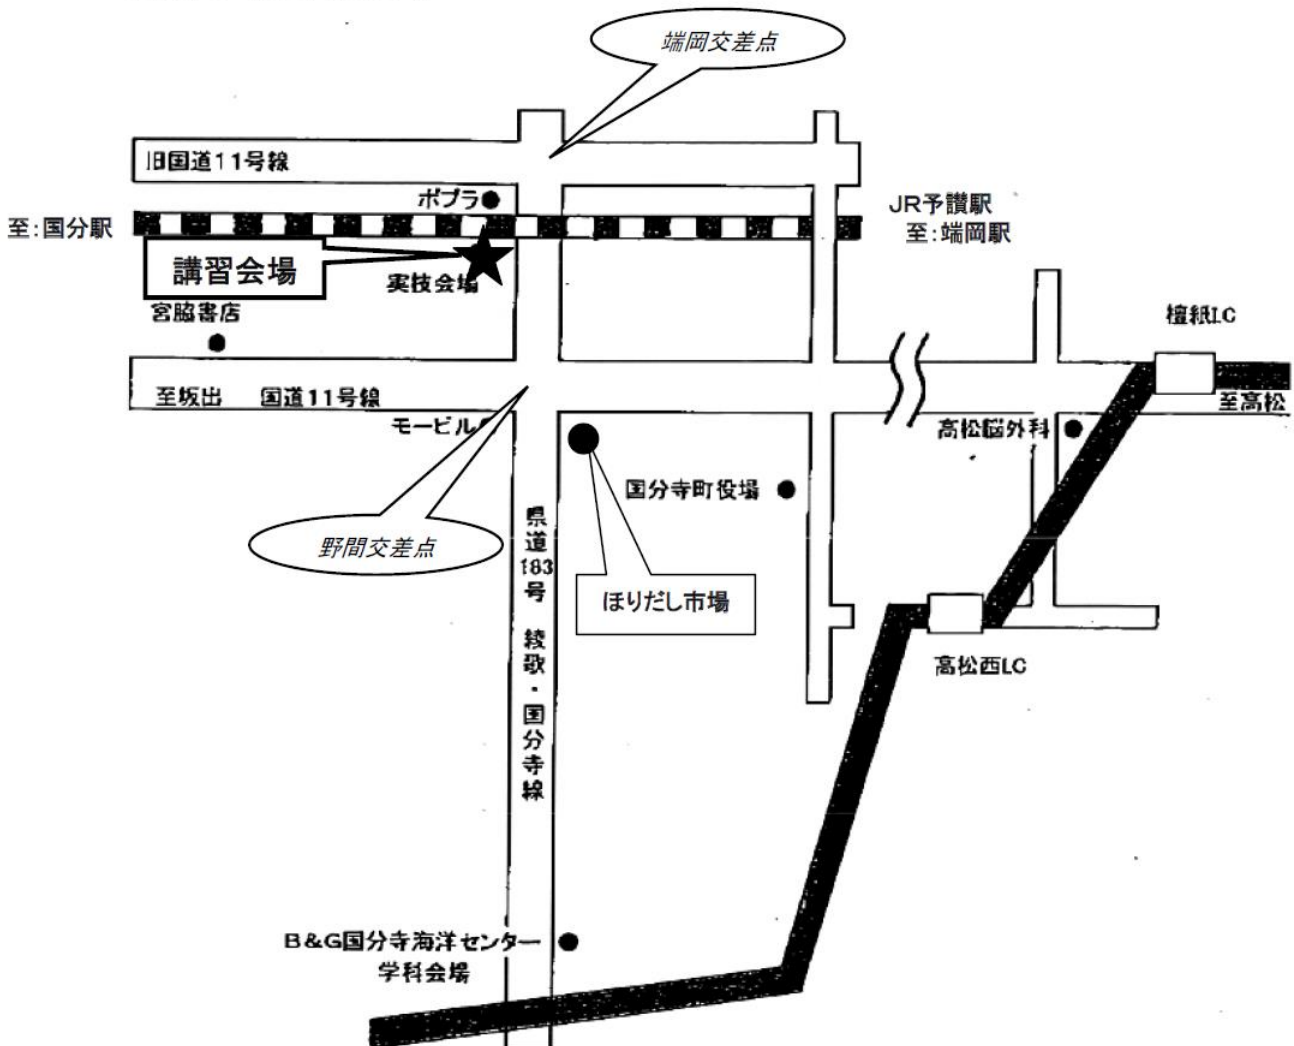 端岡交差点
旧国道11号線
ポプラ
至:国分駅
JR予讃駅
至:端岡駅
講習会場
実技会場
宮脇書店
檀紙I.C
至坂出 国道11号線
至高松
モービル
高松脳外科
国分寺町役場
野間交差点
県道183号 綾歌・国分寺線
ほりだし市場
高松西I.C
B&G国分寺海洋センター
学科会場